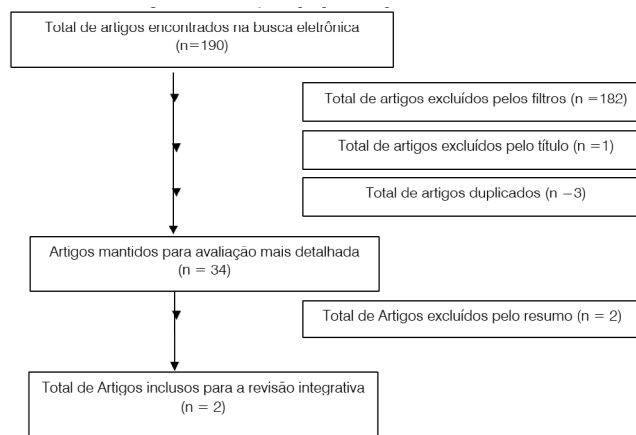 Total de artigos encontrados na busca eletrônica
(n=190)
Total de artigos excluídos pelos filtros (n =182)
Total de artigos excluídos pelo título (n =1)
Total de artigos duplicados (n −3)
Artigos mantidos para avaliação mais detalhada
(n = 34)
Total de Artigos excluídos pelo resumo (n = 2)
Total de Artigos inclusos para a revisão integrativa
(n = 2)